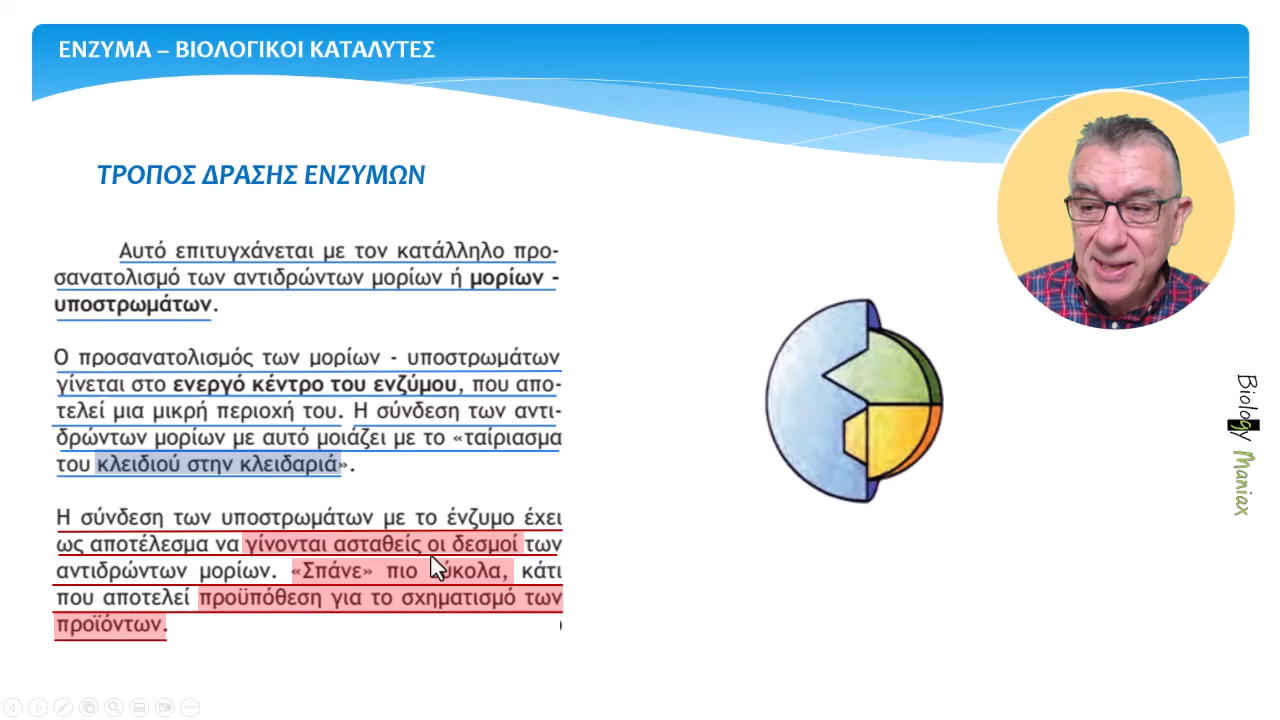 ΕΝΖΥΜΑ – ΒΙΟΛΟΓΙΚΟΙ ΚΑΤΑΛΥΤΕΣ
ΤΡΟΠΟΣ ΔΡΑΣΗΣ ΕΝΖΥΜΩΝ
Αυτό επιτυγχάνεται με τον κατάλληλο προ-
σανατολισμό των αντιδρώντων μορίων ή μορίων -
υποστρωμάτων.
Ο προσανατολισμός των μορίων - υποστρωμάτων
γίνεται στο ενεργό κέντρο του ενζύμου, που απο-
τελεί μια μικρή περιοχή του. Η σύνδεση των αντι-
δρώντων μορίων με αυτό μοιάζει με το «ταίριασμα
του κλειδιού στην κλειδαριά».
Η σύνδεση των υποστρωμάτων με το ένζυμο έχει
ως αποτέλεσμα να γίνονται ασταθείς οι δεσμοί των
αντιδρώντων μορίων. «Σπάνε» πιο εύκολα, κάτι
που αποτελεί προϋπόθεση για το σχηματισμό των
προϊόντων.
Biology Maniax